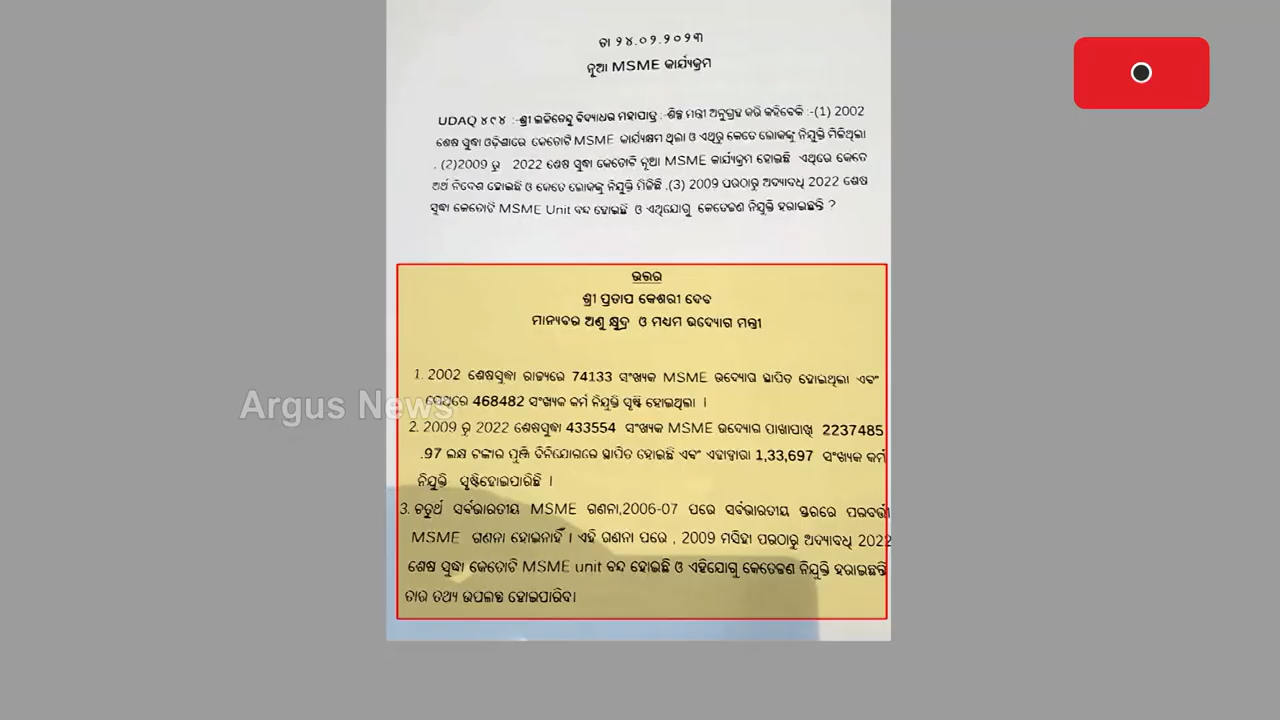 ତା ୨୪.୦୨.୨୦୨୩
ନୂଆ MSME କାର୍ଯ୍ୟକ୍ରମ
UDAQ ୪୯୪ :-ଶ୍ରୀ ଲଳିତେନ୍ଦୁ ବିଦ୍ୟାଧର ମହାପାତ୍ର :-ଶିଳ୍ପ ମନ୍ତ୍ରୀ ଅନୁଗ୍ରହ କରି କହିବେକି :-(1) 2002
ଶେଷ ସୁଦ୍ଧା ଓଡ଼ିଶାରେ କେତୋଟି MSME କାର୍ଯ୍ୟକ୍ଷମ ଥିଲା ଓ ଏଥିରୁ କେତେ ଲୋକଙ୍କୁ ନିଯୁକ୍ତି ମିଳିଥିଲା
, (2)2009 ରୁ 2022 ଶେଷ ସୁଦ୍ଧା କେତୋଟି ନୂଆ MSME କାର୍ଯ୍ୟକ୍ରମ ହୋଇଛି ଏଥିରେ କେତେ
ଅର୍ଥ ନିବେଶ ହୋଇଛି ଓ କେତେ ଲୋକଙ୍କୁ ନିଯୁକ୍ତି ମିଳିଛି ,(3) 2009 ପରଠାରୁ ଅଦ୍ୟାବଧି 2022 ଶେଷ
ସୁଦ୍ଧା କେତୋଟି MSME Unit ବନ୍ଦ ହୋଇଛି ଓ ଏଥିଯୋଗୁ କେତେଜଣ ନିଯୁକ୍ତି ହରାଇଛନ୍ତି ?
ଉତ୍ତର
ଶ୍ରୀ ପ୍ରତାପ କେଶରୀ ଦେବ
ମାନ୍ୟବର ଅଣୁ କ୍ଷୁଦ୍ର ଓ ମଧ୍ୟମ ଉଦ୍ୟୋଗ ମନ୍ତ୍ରୀ
1. 2002 ଶେଷସୁଦ୍ଧା ରାଜ୍ୟରେ 74133 ସଂଖ୍ୟକ MSME ଉଦ୍ୟୋଗ ସ୍ଥାପିତ ହୋଇଥିଲା ଏବଂ
ସେଥିରେ 468482 ସଂଖ୍ୟକ କର୍ମ ନିଯୁକ୍ତି ସୃଷ୍ଟି ହୋଇଥିଲା ।
2. 2009 ରୁ 2022 ଶେଷସୁଦ୍ଧା 433554 ସଂଖ୍ୟକ MSME ଉଦ୍ୟୋଗ ପାଖାପାଖି 2237485
.97 ଲକ୍ଷ ଟଙ୍କାର ପୁଞ୍ଜି ବିନିଯୋଗରେ ସ୍ଥାପିତ ହୋଇଛି ଏବଂ ଏହାଦ୍ୱାରା 1,33,697 ସଂଖ୍ୟକ କର୍ମ
ନିଯୁକ୍ତି ସୃଷ୍ଟିହୋଇପାରିଛି ।
3. ଚତୁର୍ଥ ସର୍ବଭାରତୀୟ MSME ଗଣନା,2006-07 ପରେ ସର୍ବଭାରତୀୟ ସ୍ତରରେ ପରବର୍ତ୍ତୀ
MSME ଗଣନା ହୋଇନାହିଁ । ଏହି ଗଣନା ପରେ , 2009 ମସିହା ପରଠାରୁ ଅଦ୍ୟାବଧି 2022
ଶେଷ ସୁଦ୍ଧା କେତୋଟି MSME unit ବନ୍ଦ ହୋଇଛି ଓ ଏହିଯୋଗୁ କେତେଜଣ ନିଯୁକ୍ତି ହରାଇଛନ୍ତି
ତାର ତଥ୍ୟ ଉପଲବ୍ଧ ହୋଇପାରିବ।
Argus News